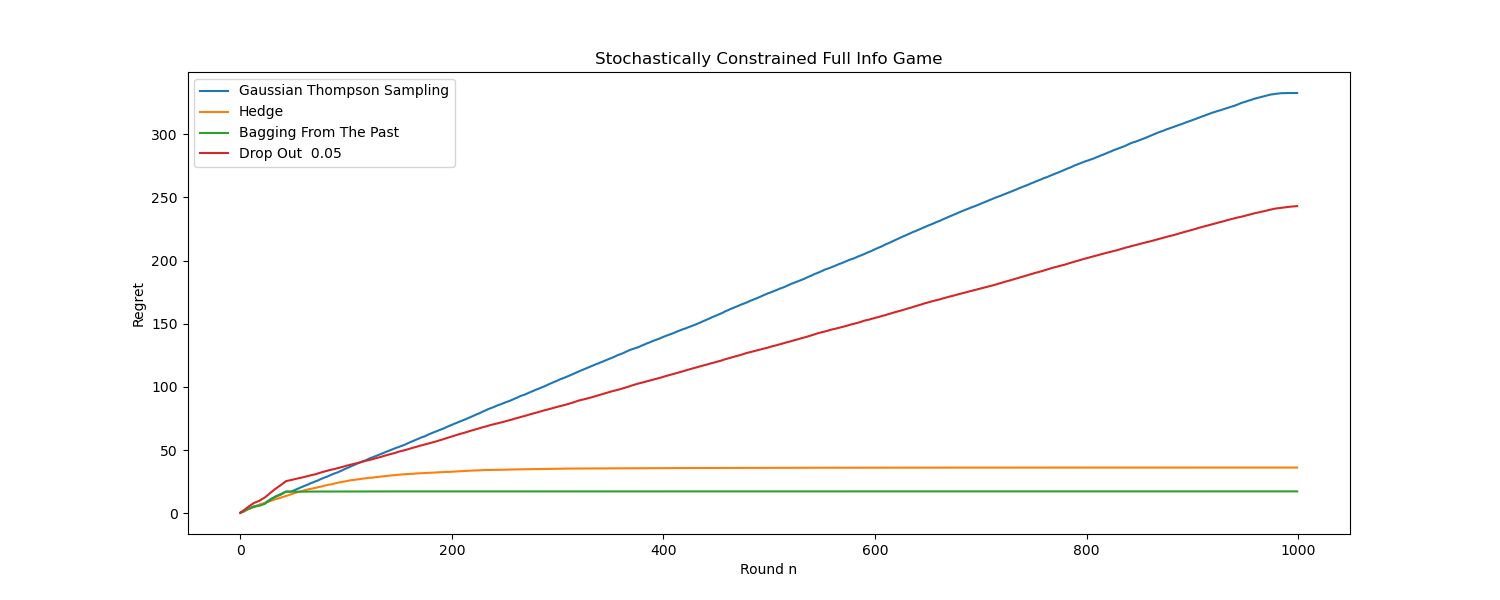 Stochastically Constrained Full Info Game
Gaussian Thompson Sampling
Hedge
Bagging From The Past
Drop Out  0.05
Regret
300
250
200
150
100
50
0
0 200 400 600 800 1000
Round n